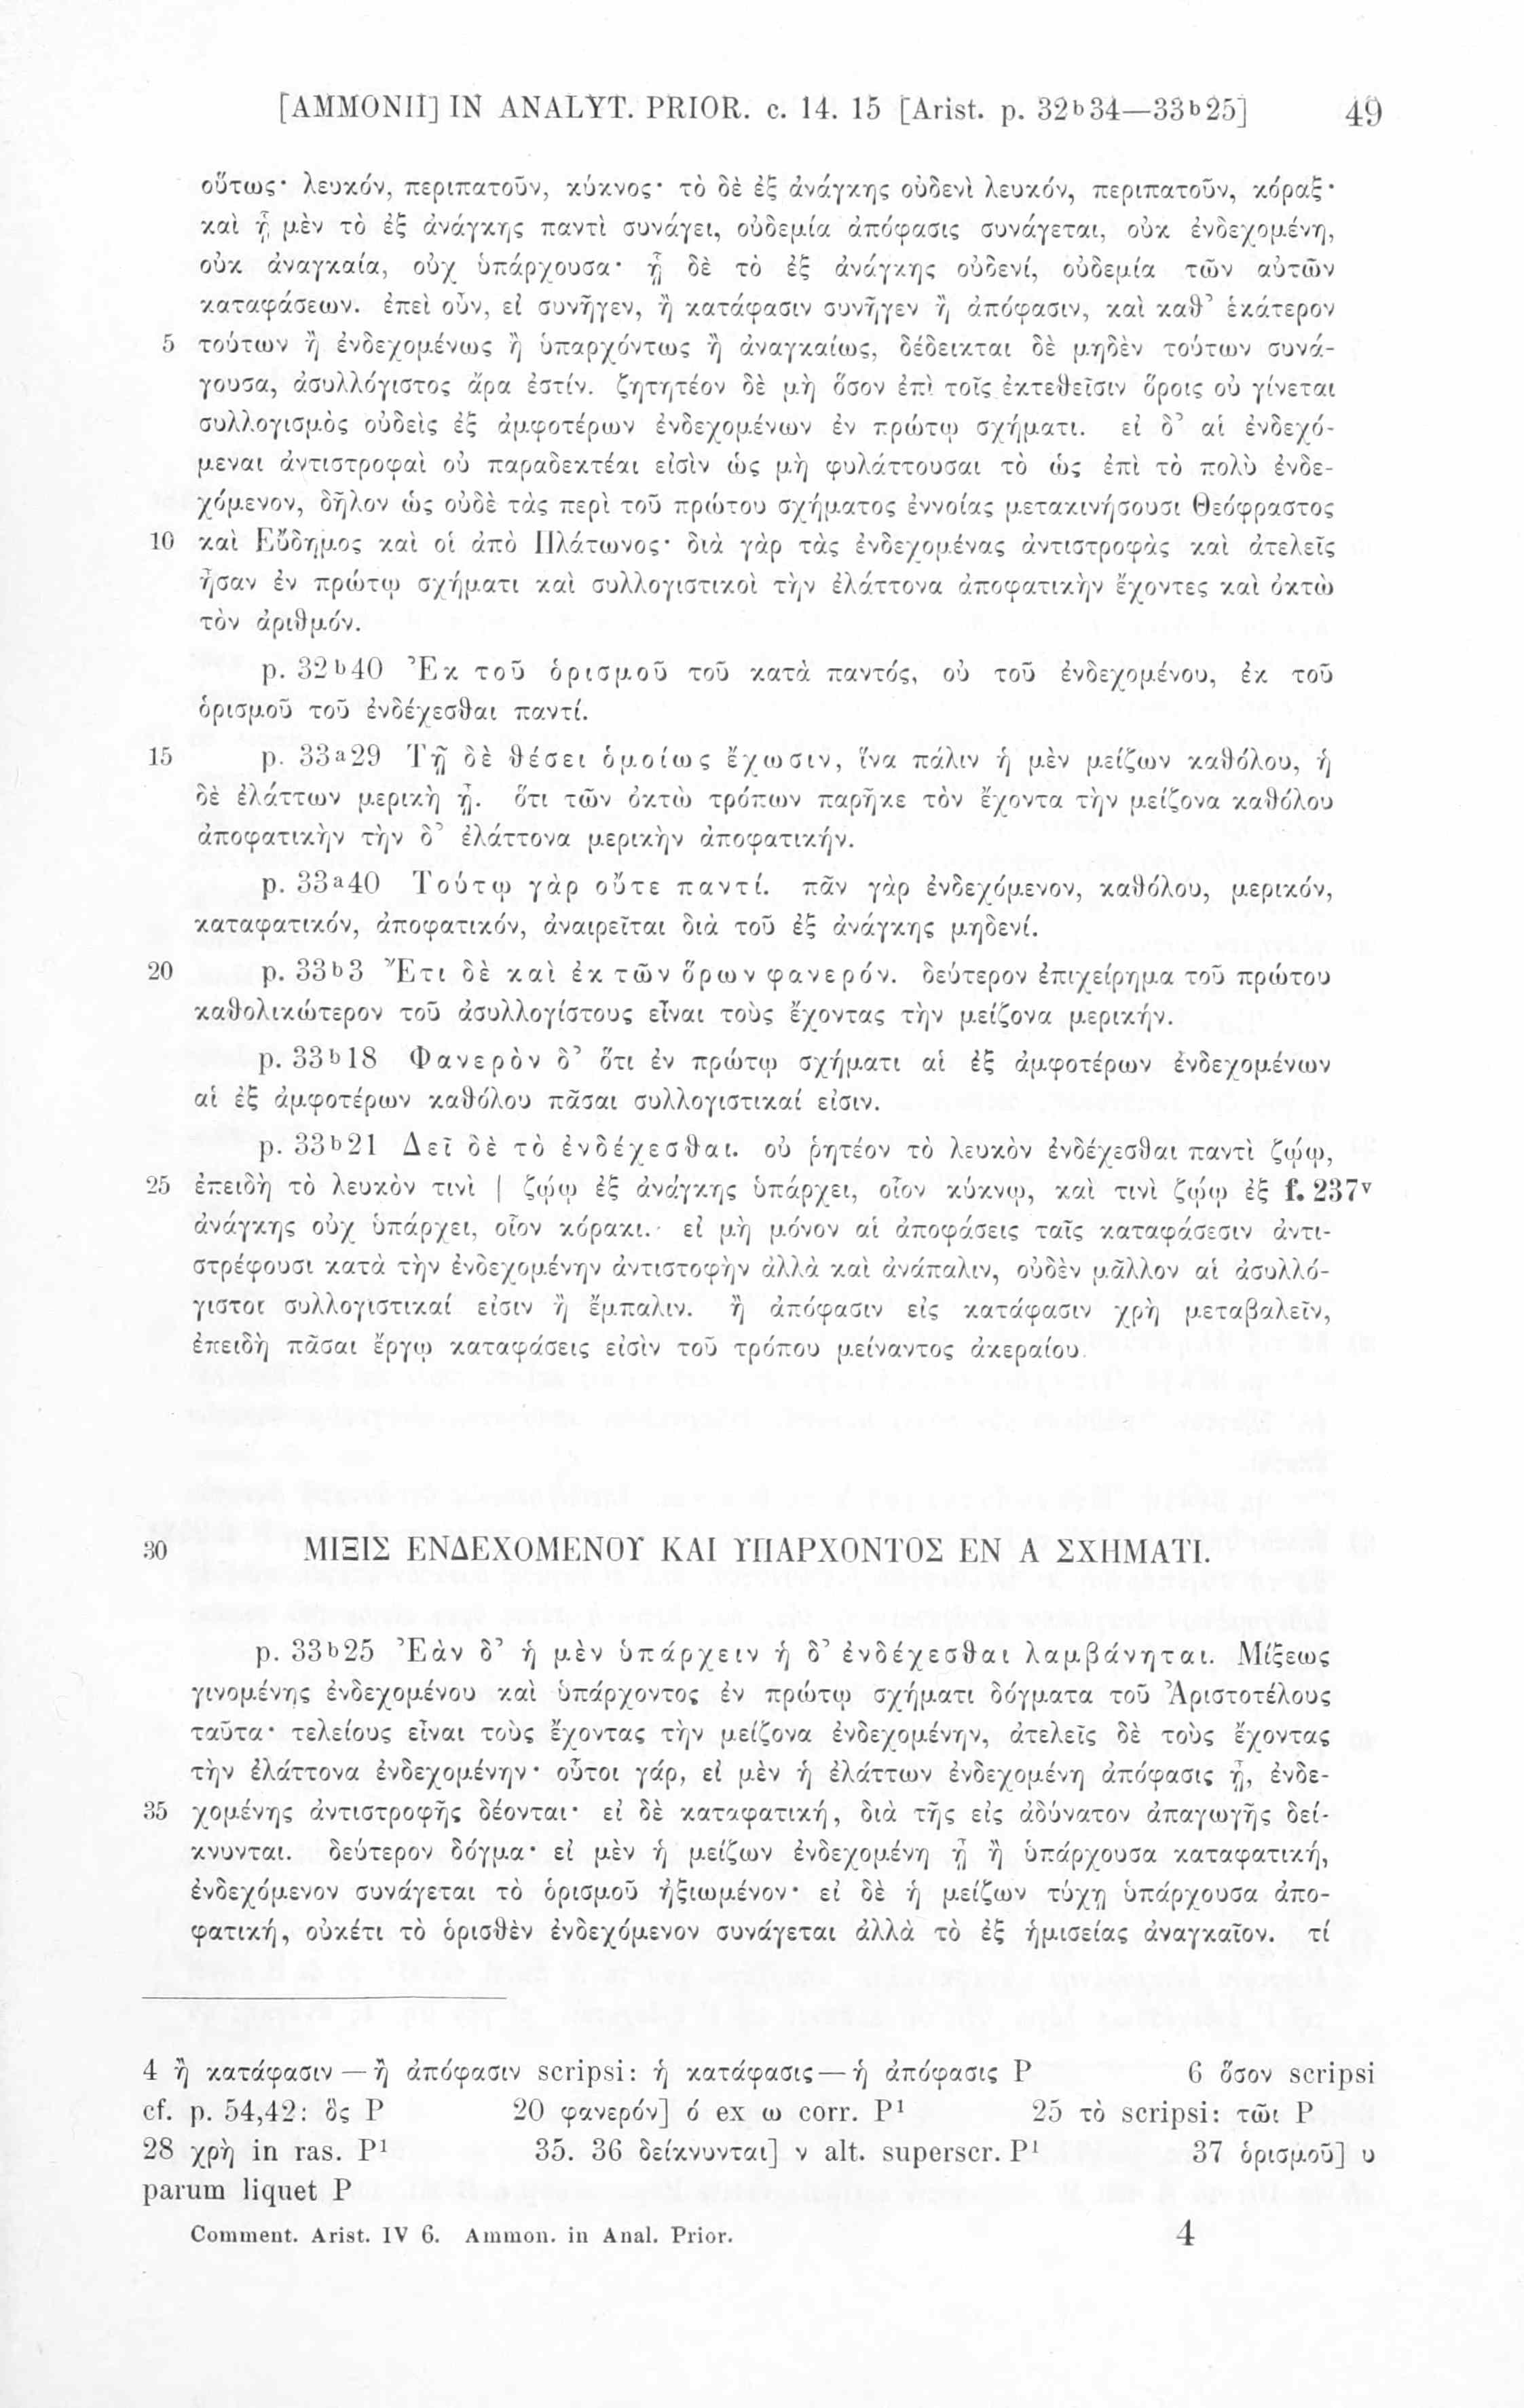 [AMMONII] IN ANALYT. PRIOR. c. 14. 15 [Arist. p. 32b34—33b25] 49
οὕτως· λευκόν, περιπατοῦν, κύκνος· τὸ δὲ ἐξ ἀνάγκης οὐδενὶ λευκόν, περιπατοῦν, κόραξ·
καὶ ᾗ μὲν τὸ ἐξ ἀνάγκης παντὶ συνάγει, οὐδεμία ἀπόφασις συνάγεται, οὐκ ἐνδεχομένη,
οὐκ ἀναγκαία, οὐχ ὑπάρχουσα· ᾗ δὲ τὸ ἐξ ἀνάγκης οὐδενί, οὐδεμία τῶν αὐτῶν
καταφάσεων. ἐπεὶ οὖν, εἰ συνῆγεν, ἢ κατάφασιν συνῆγεν ἢ ἀπόφασιν, καὶ καθ’ ἑκάτερον
5 τούτων ἢ ἐνδεχομένως ἢ ὑπαρχόντως ἢ ἀναγκαίως, δέδεικται δὲ μηδὲν τούτων συνά-
γουσα, ἀσυλλόγιστος ἄρα ἐστίν. ζητητέον δὲ μὴ ὅσον ἐπὶ τοῖς ἐκτεθεῖσιν ὅροις οὐ γίνεται
συλλογισμὸς οὐδεὶς ἐξ ἀμφοτέρων ἐνδεχομένων ἐν πρώτῳ σχήματι. εἰ δ’ αἱ ἐνδεχό-
μεναι ἀντιστροφαὶ οὐ παραδεκτέαι εἰσὶν ὡς μὴ φυλάττουσαι τὸ ὡς ἐπὶ τὸ πολὺ ἐνδε-
χόμενον, δῆλον ὡς οὐδὲ τὰς περὶ τοῦ πρώτου σχήματος ἐννοίας μετακινήσουσι Θεόφραστος
10 καὶ Εὔδημος καὶ οἱ ἀπὸ Πλάτωνος· διὰ γὰρ τὰς ἐνδεχομένας ἀντιστροφὰς καὶ ἀτελεῖς
ἦσαν ἐν πρώτῳ σχήματι καὶ συλλογιστικοὶ τὴν ἐλάττονα ἀποφατικὴν ἔχοντες καὶ ὀκτὼ
τὸν ἀριθμόν.
p. 32b40 Ἐκ τοῦ ὁρισμοῦ τοῦ κατὰ παντός, οὐ τοῦ ἐνδεχομένου, ἐκ τοῦ
ὁρισμοῦ τοῦ ἐνδέχεσθαι παντί.
15 p. 33a29 Τῇ δὲ θέσει ὁμοίως ἔχωσιν, ἵνα πάλιν ἡ μὲν μείζων καθόλου, ἡ
δὲ ἐλάττων μερικὴ ᾖ. ὅτι τῶν ὀκτὼ τρόπων παρῆκε τὸν ἔχοντα τὴν μείζονα καθόλου
ἀποφατικὴν τὴν δ’ ἐλάττονα μερικὴν ἀποφατικήν.
p. 33a40 Τούτῳ γὰρ οὔτε παντί. πᾶν γὰρ ἐνδεχόμενον, καθόλου, μερικόν,
καταφατικόν, ἀποφατικόν, ἀναιρεῖται διὰ τοῦ ἐξ ἀνάγκης μηδενί.
20 p. 33b3 Ἔτι δὲ καὶ ἐκ τῶν ὅρων φανερόν. δεύτερον ἐπιχείρημα τοῦ πρώτου
καθολικώτερον τοῦ ἀσυλλογίστους εἶναι τοὺς ἔχοντας τὴν μείζονα μερικήν.
p. 33b18 Φανερὸν δ’ ὅτι ἐν πρώτῳ σχήματι αἱ ἐξ ἀμφοτέρων ἐνδεχομένων
αἱ ἐξ ἀμφοτέρων καθόλου πᾶσαι συλλογιστικαί εἰσιν.
p. 33b21 Δεῖ δὲ τὸ ἐνδέχεσθαι. οὐ ῥητέον τὸ λευκὸν ἐνδέχεσθαι παντὶ ζῴῳ,
25 ἐπειδὴ τὸ λευκὸν τινὶ | ζῴῳ ἐξ ἀνάγκης ὑπάρχει, οἷον κύκνῳ, καὶ τινὶ ζῴῳ ἐξ f. 237v
ἀνάγκης οὐχ ὑπάρχει, οἷον κόρακι. εἰ μὴ μόνον αἱ ἀποφάσεις ταῖς καταφάσεσιν ἀντι-
στρέφουσι κατὰ τὴν ἐνδεχομένην ἀντιστοφὴν ἀλλὰ καὶ ἀνάπαλιν, οὐδὲν μᾶλλον αἱ ἀσυλλό-
γιστοι συλλογιστικαί εἰσιν ἢ ἔμπαλιν. ἢ ἀπόφασιν εἰς κατάφασιν χρὴ μεταβαλεῖν,
ἐπειδὴ πᾶσαι ἔργῳ καταφάσεις εἰσὶν τοῦ τρόπου μείναντος ἀκεραίου.
30 ΜΙΞΙΣ ΕΝΔΕΧΟΜΕΝΟΥ ΚΑΙ ΥΠΑΡΧΟΝΤΟΣ ΕΝ Α ΣΧΗΜΑΤΙ.
p. 33b25 Ἐὰν δ’ ἡ μὲν ὑπάρχειν ἡ δ’ ἐνδέχεσθαι λαμβάνηται. Μίξεως
γινομένης ἐνδεχομένου καὶ ὑπάρχοντος ἐν πρώτῳ σχήματι δόγματα τοῦ Ἀριστοτέλους
ταῦτα· τελείους εἶναι τοὺς ἔχοντας τὴν μείζονα ἐνδεχομένην, ἀτελεῖς δὲ τοὺς ἔχοντας
τὴν ἐλάττονα ἐνδεχομένην· οὗτοι γάρ, εἰ μὲν ἡ ἐλάττων ἐνδεχομένη ἀπόφασις ᾖ, ἐνδε-
35 χομένης ἀντιστροφῆς δέονται· εἰ δὲ καταφατική, διὰ τῆς εἰς ἀδύνατον ἀπαγωγῆς δεί-
κνυνται. δεύτερον δόγμα· εἰ μὲν ἡ μείζων ἐνδεχομένη ᾖ ἢ ὑπάρχουσα καταφατική,
ἐνδεχόμενον συνάγεται τὸ ὁρισμοῦ ἠξιωμένον· εἰ δὲ ἡ μείζων τύχῃ ὑπάρχουσα ἀπο-
φατική, οὐκέτι τὸ ὁρισθὲν ἐνδεχόμενον συνάγεται ἀλλὰ τὸ ἐξ ἡμισείας ἀναγκαῖον. τί
4 ἢ κατάφασιν — ἢ ἀπόφασιν scripsi: ἡ κατάφασις — ἡ ἀπόφασις P 6 ὅσον scripsi
cf. p. 54,42: ὃς P 20 φανερόν] ό ex ω corr. P1 25 τὸ scripsi: τῶι P
28 χρὴ in ras. P1 35. 36 δείκνυνται] ν alt. superscr. P1 37 ὁρισμοῦ] υ
parum liquet P
Comment. Arist. IV 6. Ammon. in Anal. Prior. 4